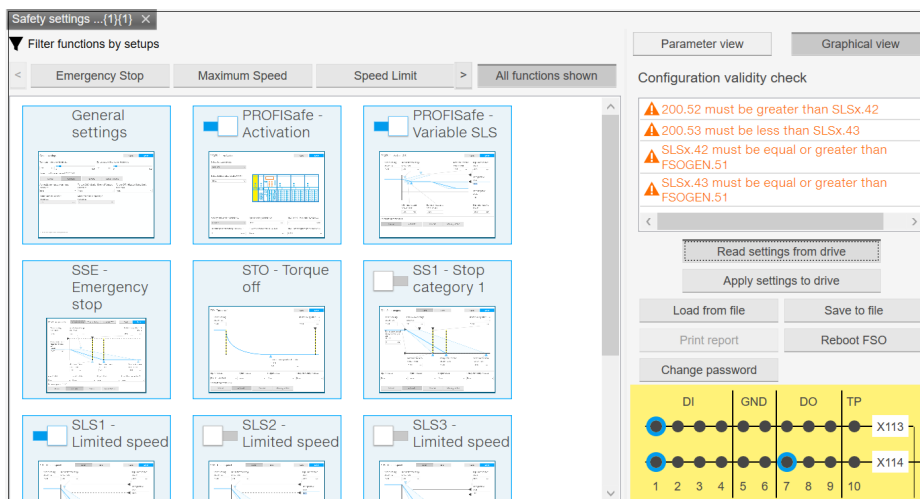 Safety settings ...{1}{1} ×
Filter functions by setups
Parameter view
Graphical view
< Emergency Stop
Maximum Speed
Speed Limit >
All functions shown
Configuration validity check
200.52 must be greater than SLSx.42
200.53 must be less than SLSx.43
SLSx.42 must be equal or greater than
FSOGEN.51
SLSx.43 must be equal or greater than
FSOGEN.51
General
settings
PROFISafe -
Activation
PROFISafe -
Variable SLS
Read settings from drive
Apply settings to drive
Load from file
Save to file
Print report
Reboot FSO
Change password
SSE -
Emergency
stop
STO - Torque
off
SS1 - Stop
category 1
SLS1 -
Limited speed
SLS2 -
Limited speed
SLS3 -
Limited speed
DI GND DO TP
X113
X114
1 2 3 4 5 6 7 8 9 10